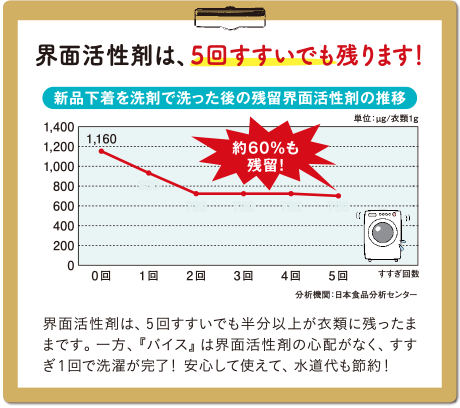 界面活性剤は、5回すすいでも残ります！
新品下着を洗剤で洗った後の残留界面活性剤の推移
単位：μg/衣類1g
1,400
1,200
1,000
800
600
400
200
0
1,160
約60%も
残留！
0回 1回 2回 3回 4回 5回
すすぎ回数
分析機関：日本食品分析センター
界面活性剤は、5回すすいでも半分以上が衣類に残ったま
まです。一方、『バイス』は界面活性剤の心配がなく、すす
ぎ1回で洗濯が完了！ 安心して使えて、水道代も節約！